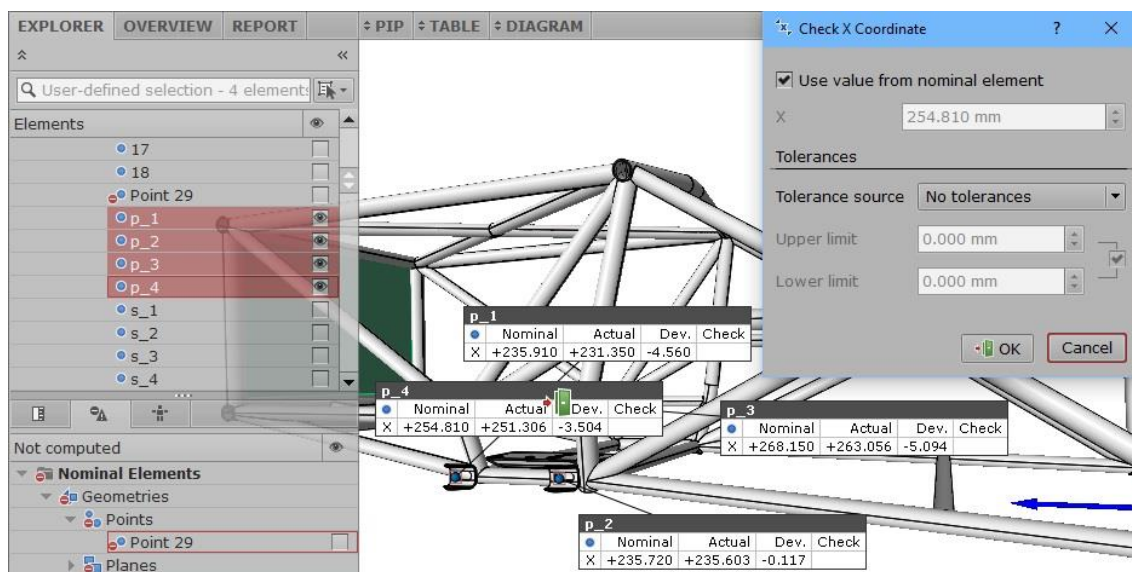 EXPLORER OVERVIEW REPORT PIP TABLE DIAGRAM
User-defined selection - 4 element
Elements
17
18
Point 29
p_1
p_2
p_3
p_4
s_1
s_2
s_3
s_4
Not computed
Nominal Elements
Geometries
Points
Point 29
Planes
p_1
Nominal Actual Dev. Check
X +235.910 +231.350 -4.560
p_4
Nominal Actual Dev. Check
X +254.810 +251.306 -3.504
p_3
Nominal Actual Dev. Check
X +268.150 +263.056 -5.094
p_2
Nominal Actual Dev. Check
X +235.720 +235.603 -0.117
Check X Coordinate ?
Use value from nominal element
X 254.810 mm
Tolerances
Tolerance source No tolerances
Upper limit 0.000 mm
Lower limit 0.000 mm
OK Cancel